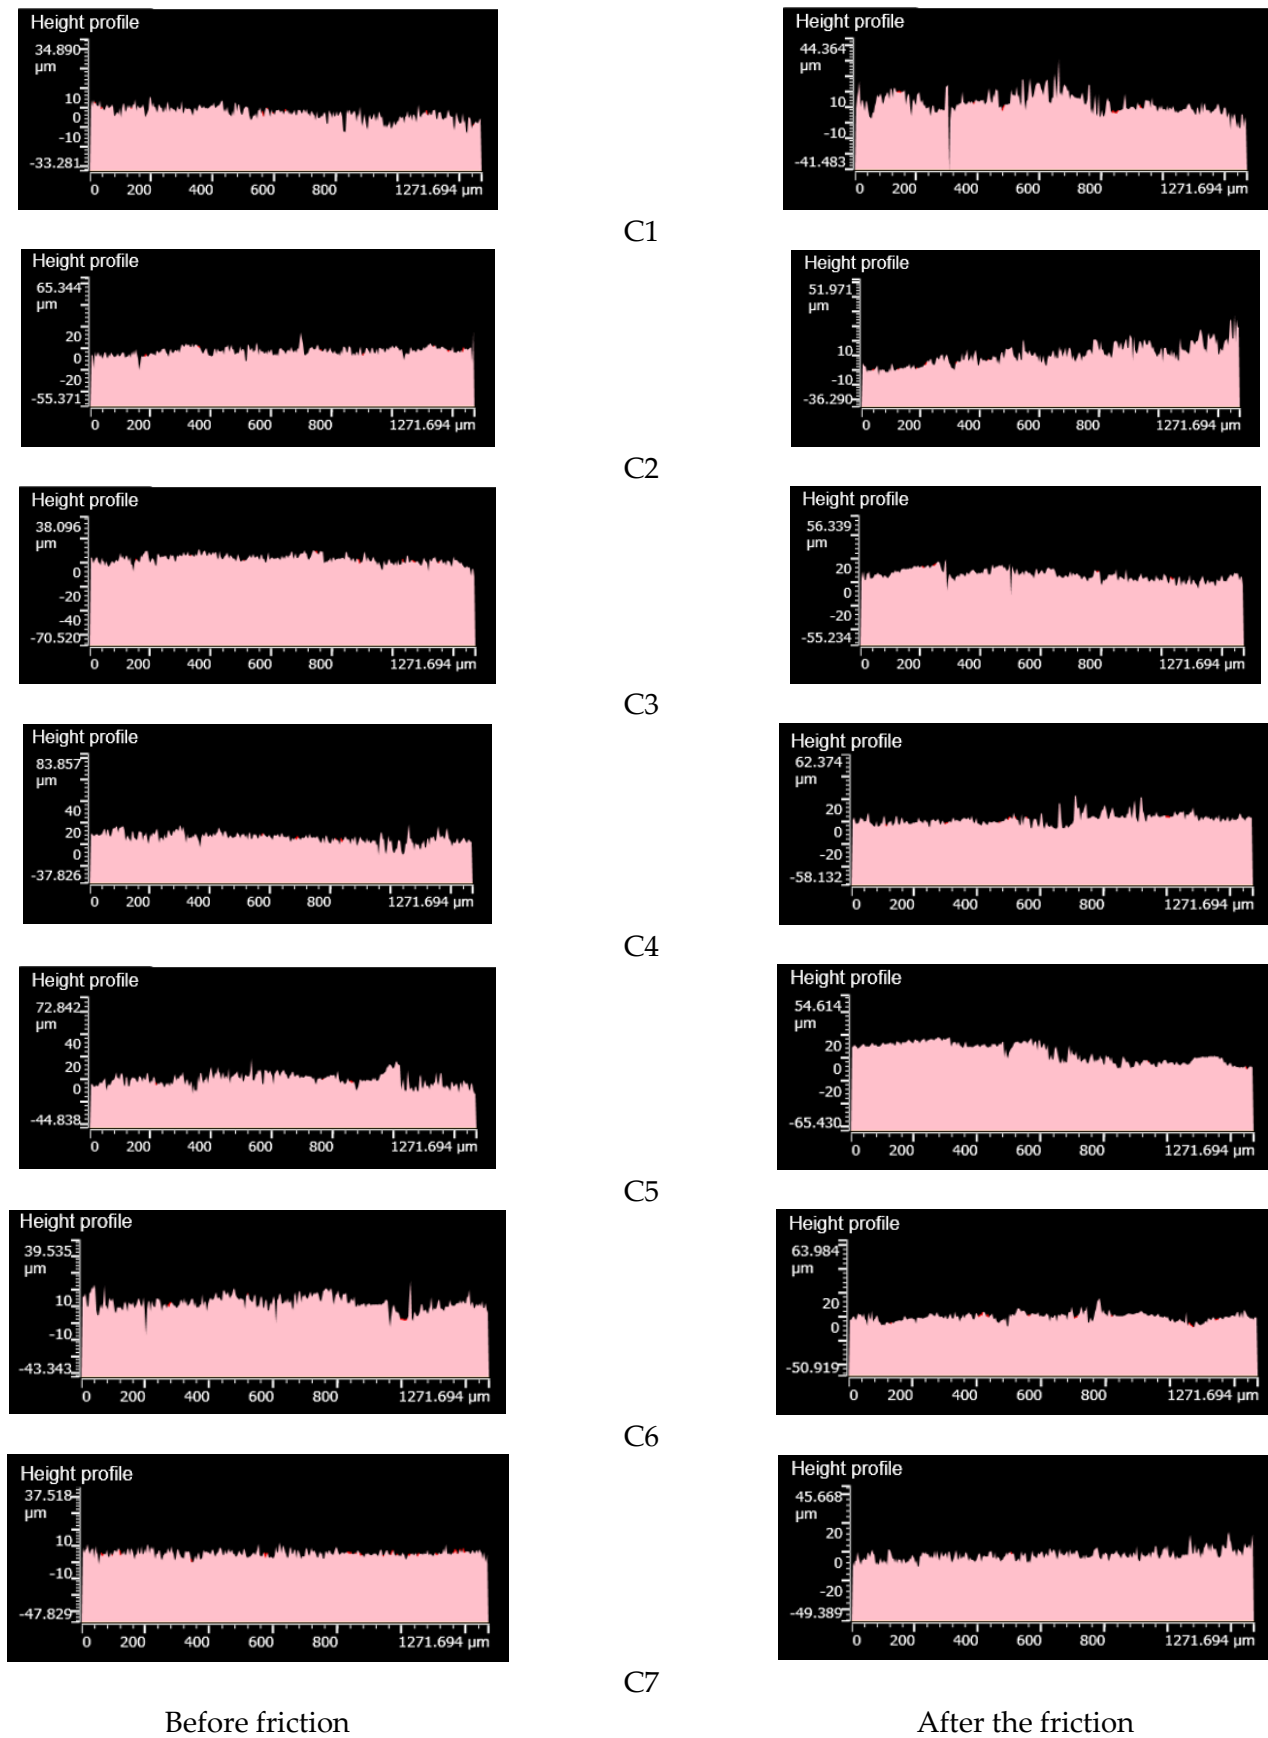 Height profile
34.890
µm
10
0
-10
-33.281
0 200 400 600 800 1271.694 µm
Height profile
44.364
µm
10
-10
-41.483
0 200 400 600 800 1271.694 µm
C1
Height profile
65.344
µm
20
0
-20
-55.371
0 200 400 600 800 1271.694 µm
Height profile
51.971
µm
10
-10
-36.290
0 200 400 600 800 1271.694 µm
C2
Height profile
38.096
µm
0
-20
-40
-70.520
0 200 400 600 800 1271.694 µm
Height profile
56.339
µm
20
0
-20
-55.234
0 200 400 600 800 1271.694 µm
C3
Height profile
83.857
µm
40
20
0
-37.826
0 200 400 600 800 1271.694 µm
Height profile
62.374
µm
20
0
-20
-58.132
0 200 400 600 800 1271.694 µm
C4
Height profile
72.842
µm
40
20
0
-44.838
0 200 400 600 800 1271.694 µm
Height profile
54.614
µm
20
0
-20
-65.430
0 200 400 600 800 1271.694 µm
C5
Height profile
39.535
µm
10
-10
-43.343
0 200 400 600 800 1271.694 µm
Height profile
63.984
µm
20
0
-50.919
0 200 400 600 800 1271.694 µm
C6
Height profile
37.518
µm
10
-10
-47.829
0 200 400 600 800 1271.694 µm
Height profile
45.668
µm
20
0
-20
-49.389
0 200 400 600 800 1271.694 µm
C7
Before friction
After the friction